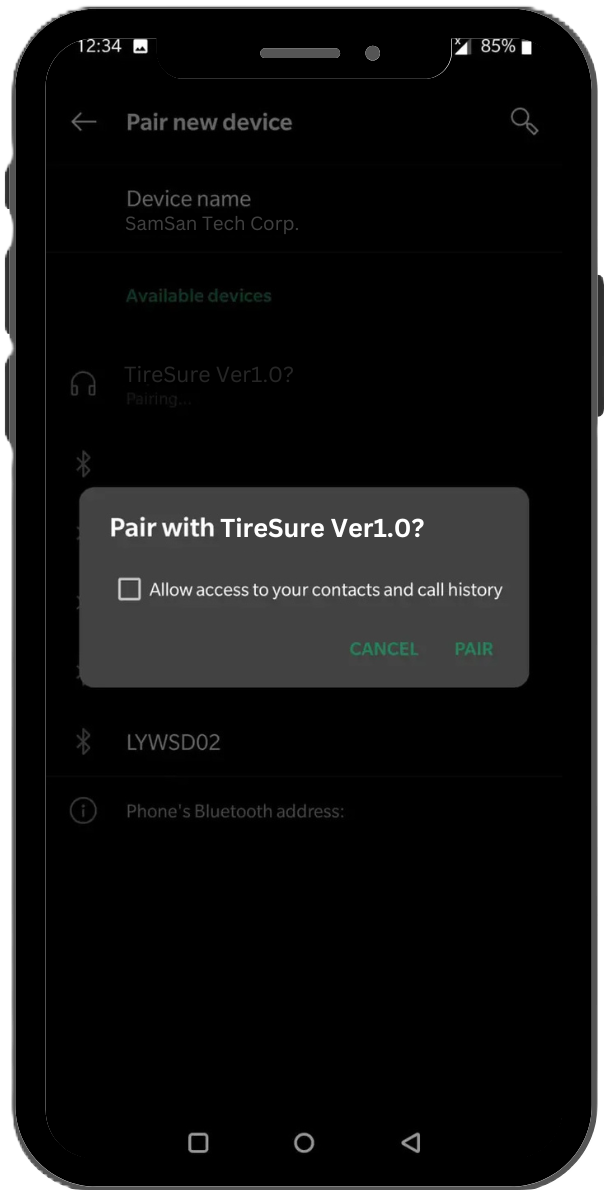 12:34 85%
Pair new device
Device name
SamSan Tech Corp.
Available devices
TireSure Ver1.0?
Pairing...
Pair with TireSure Ver1.0?
Allow access to your contacts and call history
CANCEL PAIR
LYWSD02
Phone's Bluetooth address: